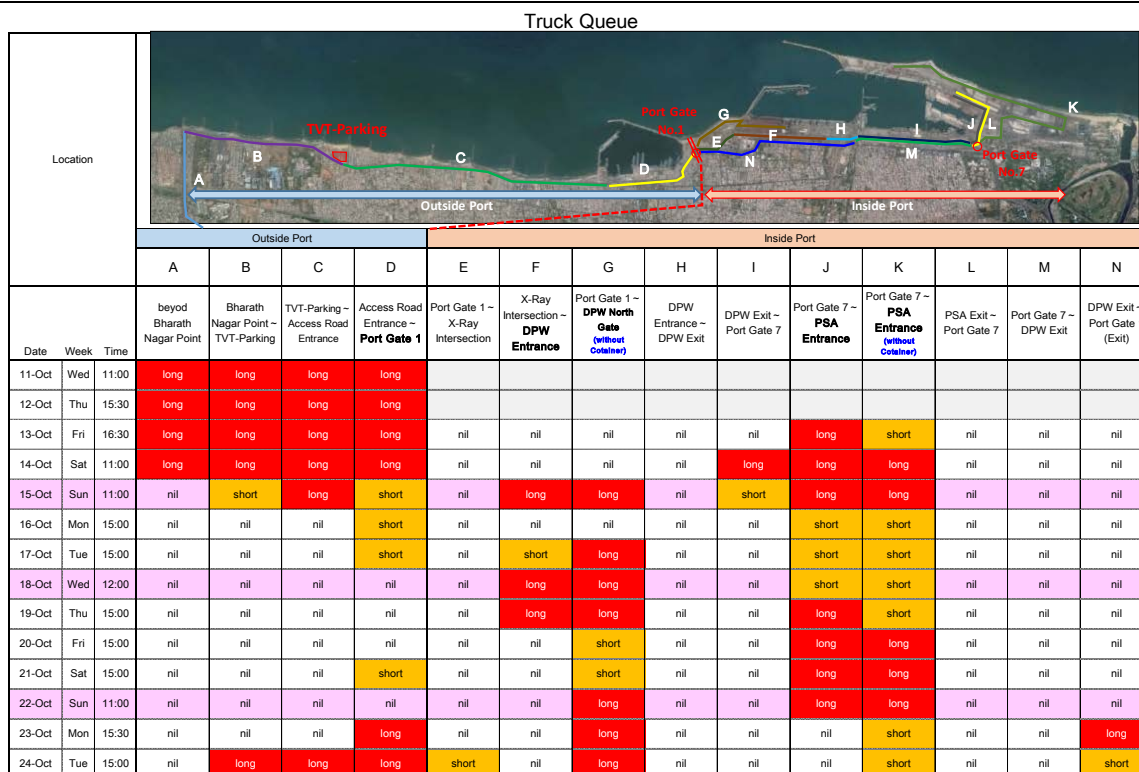 Truck Queue
Location
TVT-Parking
Port Gate
No.1
A
B
C
D
E
F
G
H
I
J
K
L
M
N
Port Gate
No.7
Outside Port
Inside Port
Outside Port
Inside Port
A B C D E F G H I J K L M N
Date Week Time
beyod
Bharath
Nagar Point
Bharath
Nagar Point ~
TVT-Parking
TVT-Parking ~
Access Road
Entrance
Access Road
Entrance ~
Port Gate 1
Port Gate 1 ~
X-Ray
Intersection
X-Ray
Intersection ~
DPW
Entrance
Port Gate 1 ~
DPW North
Gate
(without
Cotainer)
DPW
Entrance ~
DPW Exit
DPW Exit ~
Port Gate 7
Port Gate 7 ~
PSA
Entrance
Port Gate 7 ~
PSA
Entrance
(without
Cotainer)
PSA Exit ~
Port Gate 7
Port Gate 7 ~
DPW Exit
DPW Exit ~
Port Gate
(Exit)
11-Oct Wed 11:00 long long long long
12-Oct Thu 15:30 long long long long
13-Oct Fri 16:30 long long long long nil nil nil nil nil long short nil nil nil
14-Oct Sat 11:00 long long long long nil nil nil nil long long long nil nil nil
15-Oct Sun 11:00 nil short long short nil long long nil short long long nil nil nil
16-Oct Mon 15:00 nil nil nil short nil nil nil nil nil short short nil nil nil
17-Oct Tue 15:00 nil nil nil short nil short long nil nil short short nil nil nil
18-Oct Wed 12:00 nil nil nil nil nil long long nil nil short short nil nil nil
19-Oct Thu 15:00 nil nil nil nil nil long long nil nil long short nil nil nil
20-Oct Fri 15:00 nil nil nil nil nil nil short nil nil long long nil nil nil
21-Oct Sat 15:00 nil nil nil short nil nil short nil nil long long nil nil nil
22-Oct Sun 11:00 nil nil nil nil nil nil long nil nil long long nil nil nil
23-Oct Mon 15:30 nil nil nil long nil nil long nil nil nil short nil nil long
24-Oct Tue 15:00 nil long long long short nil long nil nil nil short nil nil short